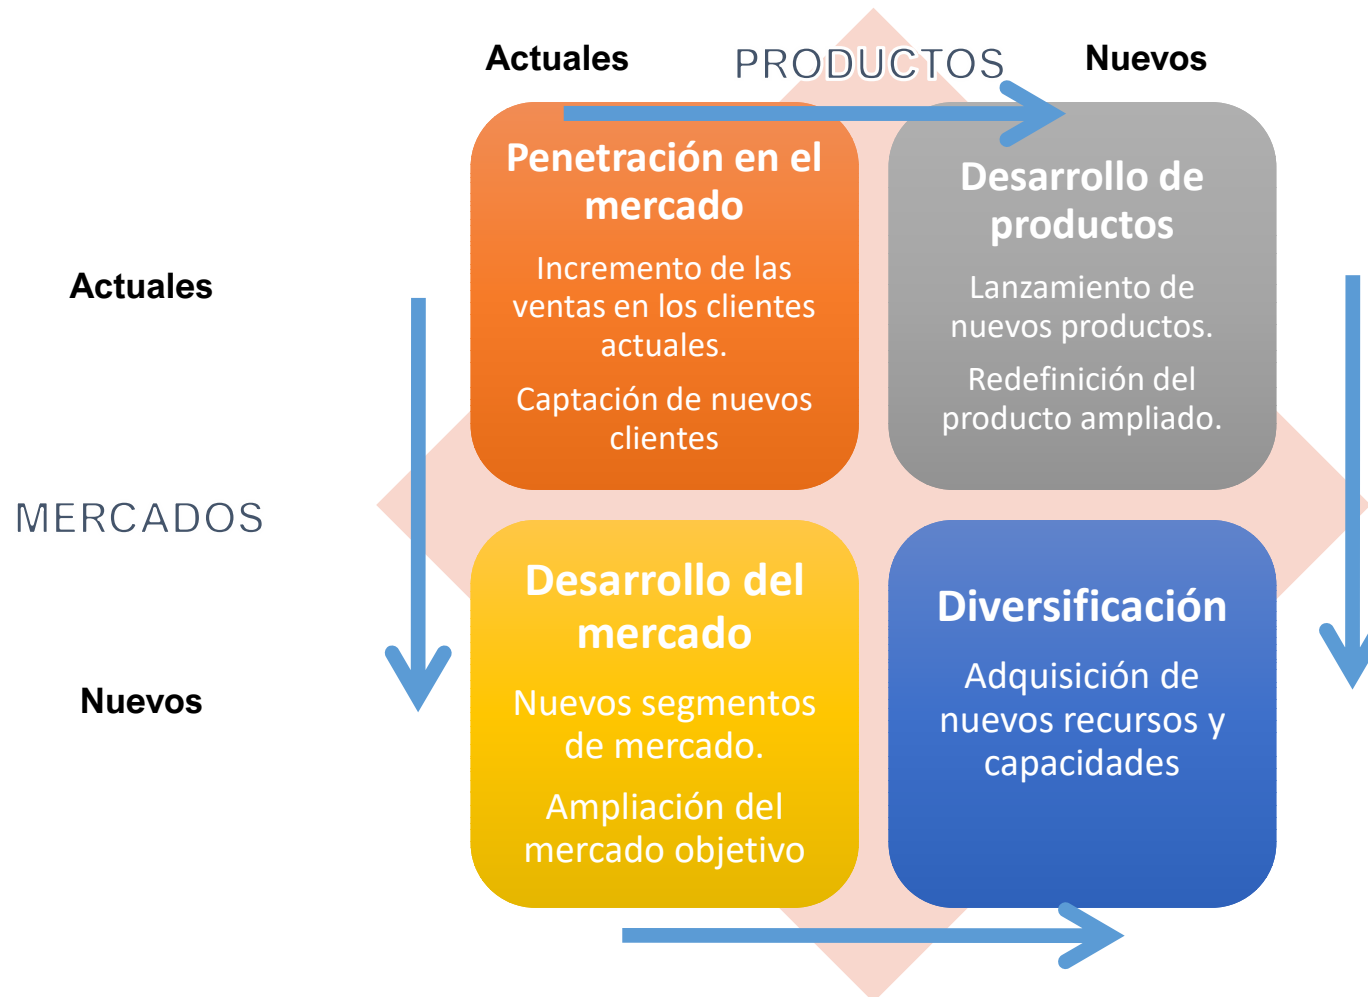 Actuales PRODUCTOS Nuevos
Penetración en el
mercado
Incremento de las
ventas en los clientes
actuales.
Captación de nuevos
clientes
Desarrollo de
productos
Lanzamiento de
nuevos productos.
Redefinición del
producto ampliado.
Actuales
MERCADOS
Nuevos
Desarrollo del
mercado
Nuevos segmentos
de mercado.
Ampliación del
mercado objetivo
Diversificación
Adquisición de
nuevos recursos y
capacidades